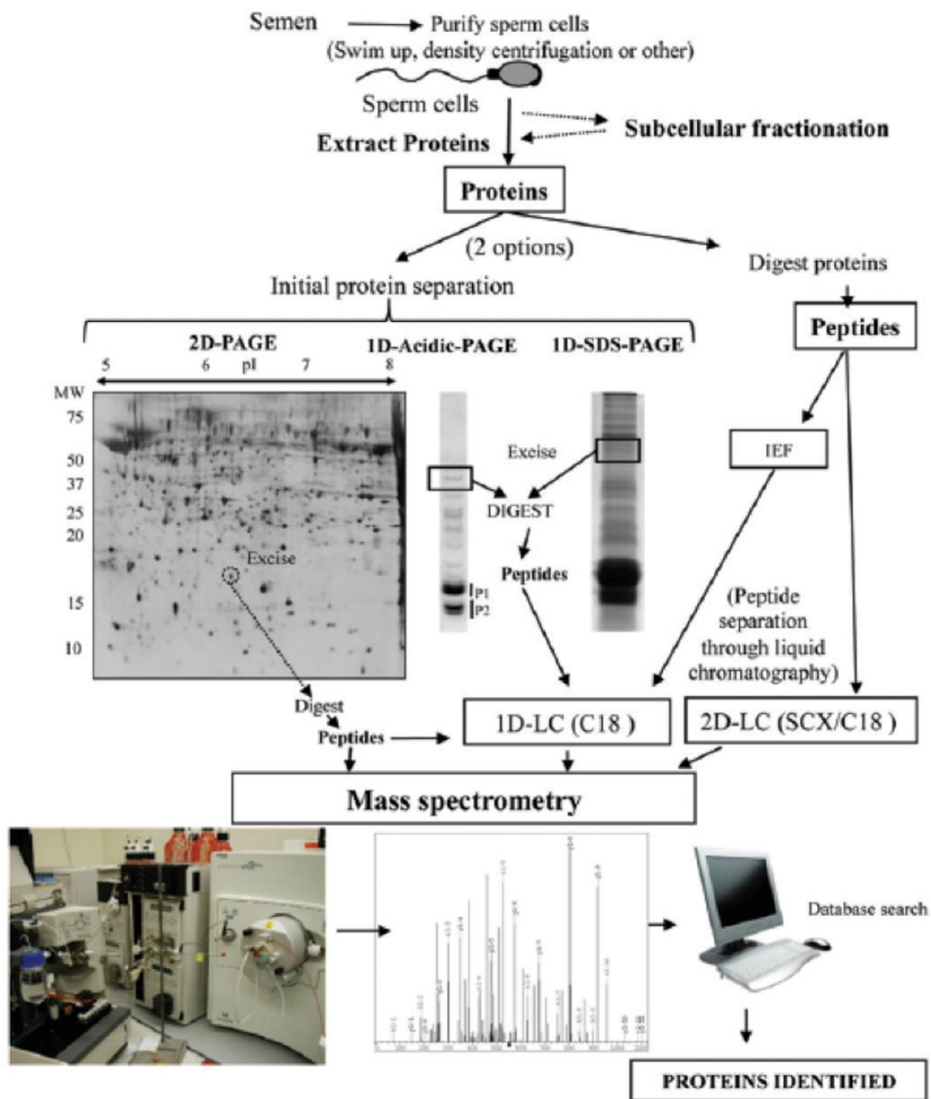 Semen
Purify sperm cells
(Swim up, density centrifugation or other)
Sperm cells
Extract Proteins
Subcellular fractionation
Proteins
(2 options)
Digest proteins
Initial protein separation
Peptides
2D-PAGE
1D-Acidic-PAGE
1D-SDS-PAGE
5 6 pI 7 8
MW
75
50
37
25
20
15
10
Excise
Excise
DIGEST
Peptides
P1
P2
IEF
(Peptide
separation
through liquid
chromatography)
Digest
Peptides
1D-LC (C18 )
2D-LC (SCX/C18 )
Mass spectrometry
Database search
PROTEINS IDENTIFIED